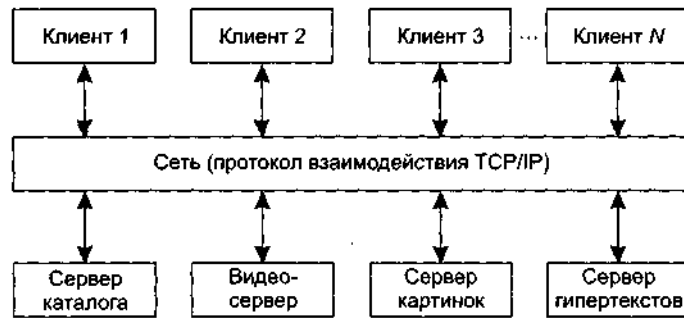 Клиент 1
Клиент 2
Клиент 3
...
Клиент N
Сеть (протокол взаимодействия TCP/IP)
Сервер
каталога
Видео-
сервер
Сервер
картинок
Сервер
гипертекстов